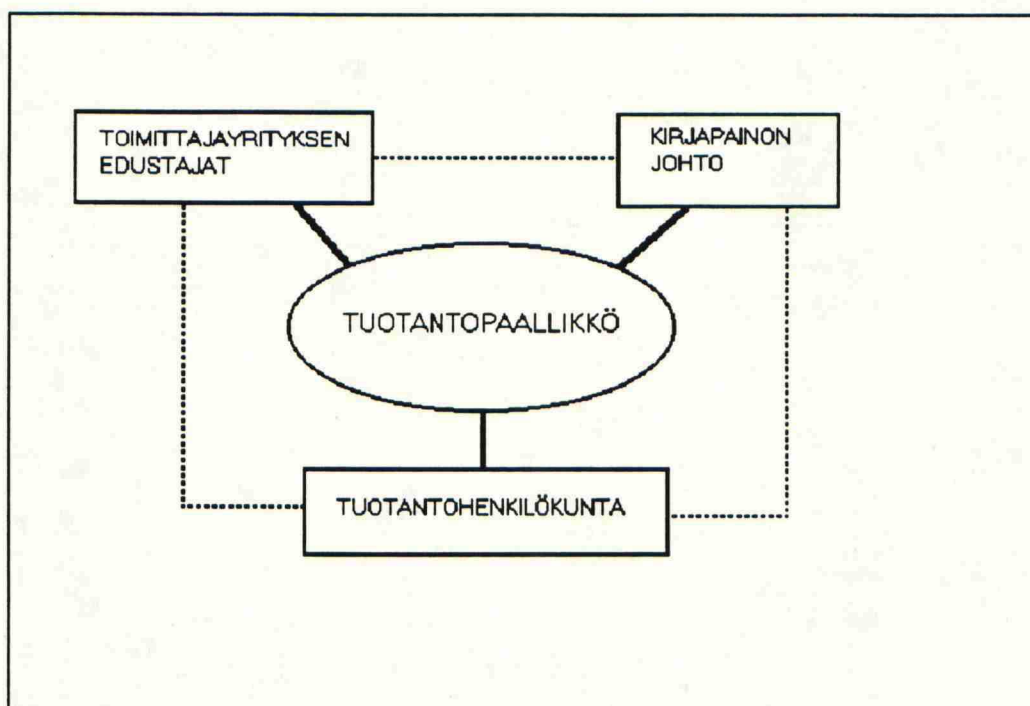 TOIMITTAJAYRITYKSEN
EDUSTAJAT
KIRJAPAINON
JOHTO
TUOTANTOPAALLIKKÖ
TUOTANTOHENKILÖKUNTA